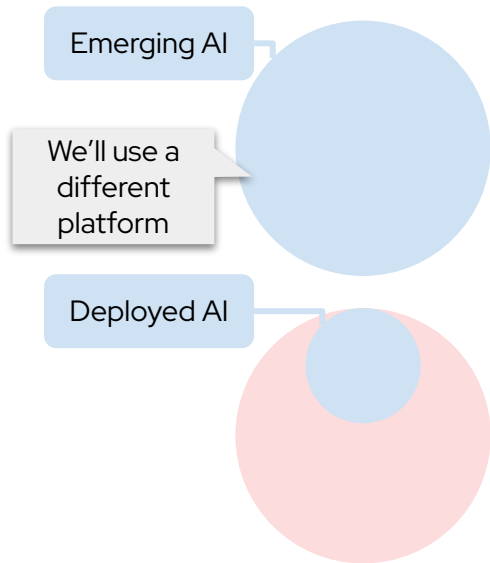 Emerging AI
We’ll use a
different
platform
Deployed AI